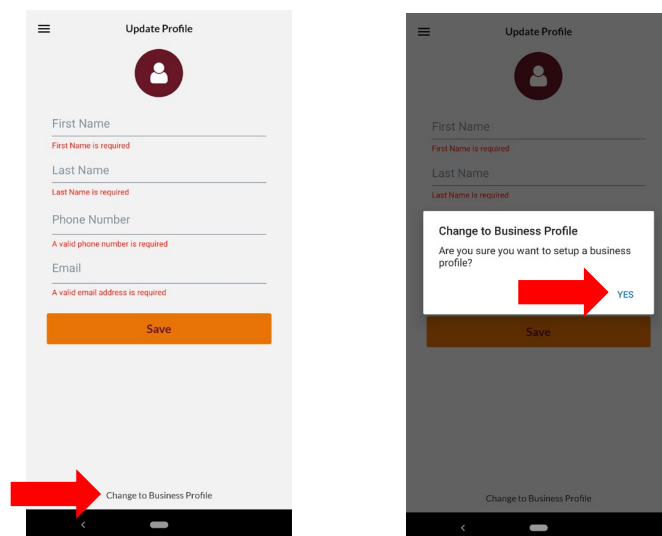 Update Profile
First Name
First Name is required
Last Name
Last Name is required
Phone Number
A valid phone number is required
Email
A valid email address is required
Save
Change to Business Profile
Update Profile
First Name
First Name is required
Last Name
Last Name is required
Change to Business Profile
Are you sure you want to setup a business
profile?
YES
Save
Change to Business Profile